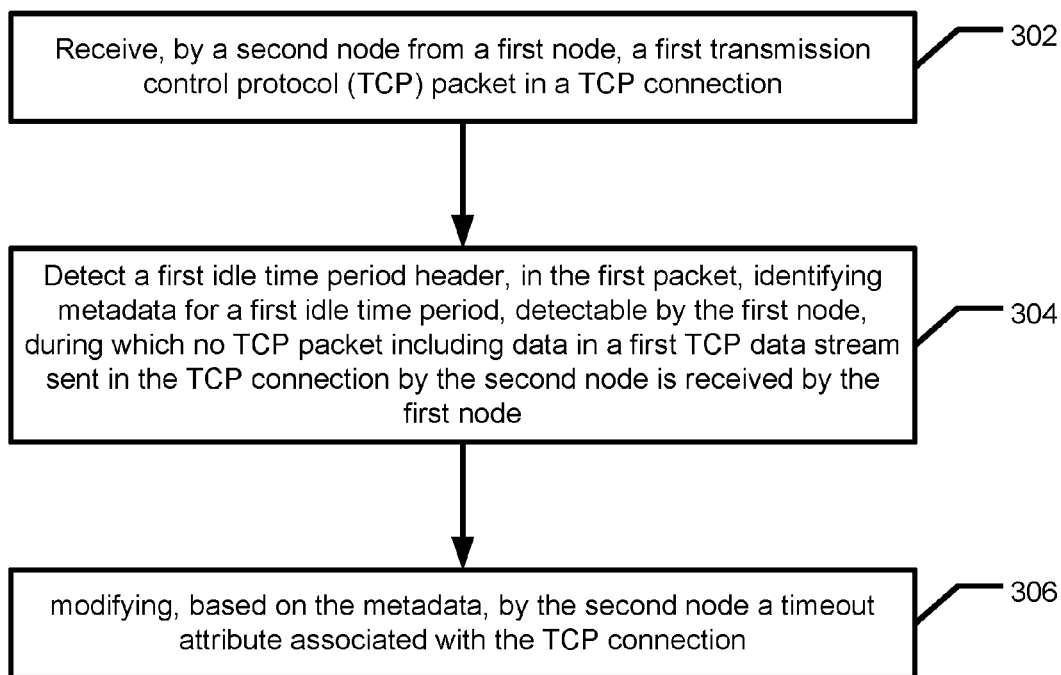 Receive, by a second node from a first node, a first transmission
control protocol (TCP) packet in a TCP connection
302
Detect a first idle time period header, in the first packet, identifying
metadata for a first idle time period, detectable by the first node,
during which no TCP packet including data in a first TCP data stream
sent in the TCP connection by the second node is received by the
first node
304
modifying, based on the metadata, by the second node a timeout
attribute associated with the TCP connection
306